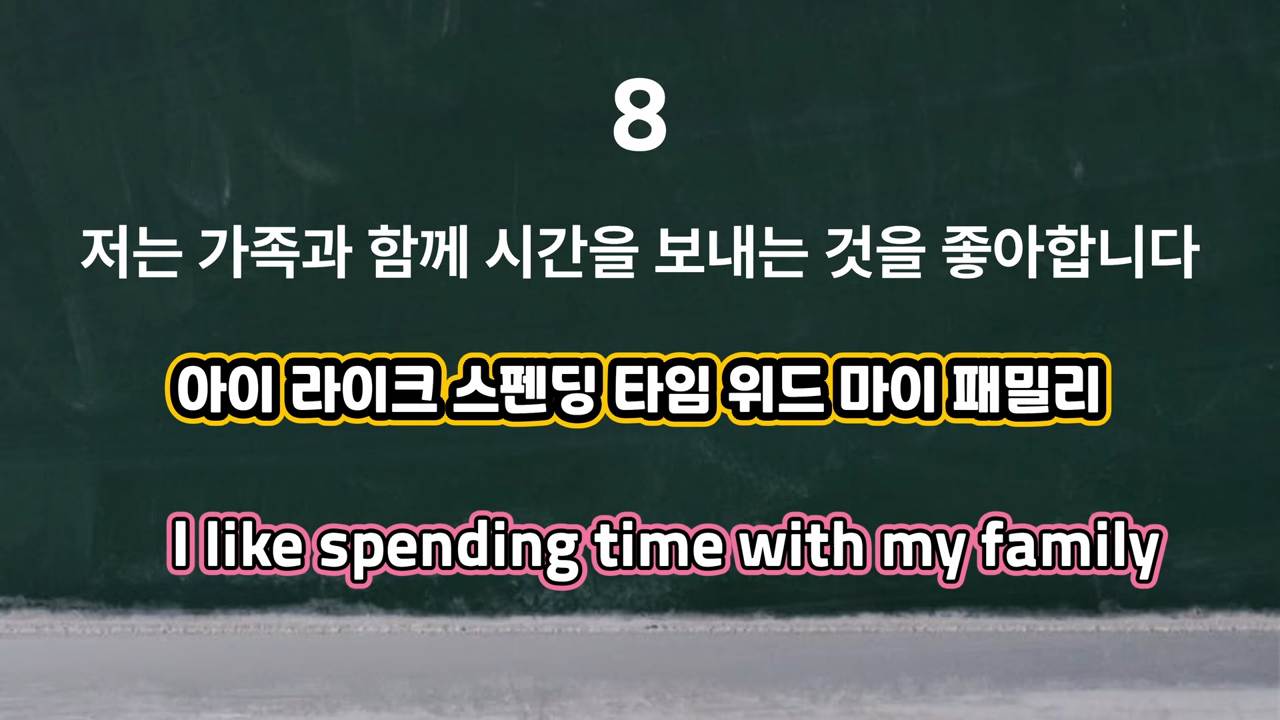 8
저는 가족과 함께 시간을 보내는 것을 좋아합니다
아이 라이크 스펜딩 타임 위드 마이 패밀리
I like spending time with my family